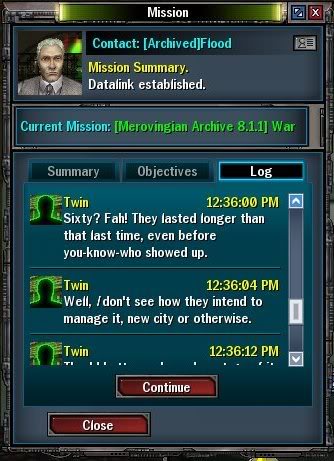 Mission
Contact: [Archived]Flood
Mission Summary.
Datalink established.
Current Mission: [Merovingian Archive 8.1.1] War
Summary Objectives Log
Twin 12:36:00 PM
Sixty? Fah! They lasted longer than
that last time, even before
you-know-who showed up.
Twin 12:36:04 PM
Well, I don't see how they intend to
manage it, new city or otherwise.
Twin 12:36:12 PM
Continue
Close